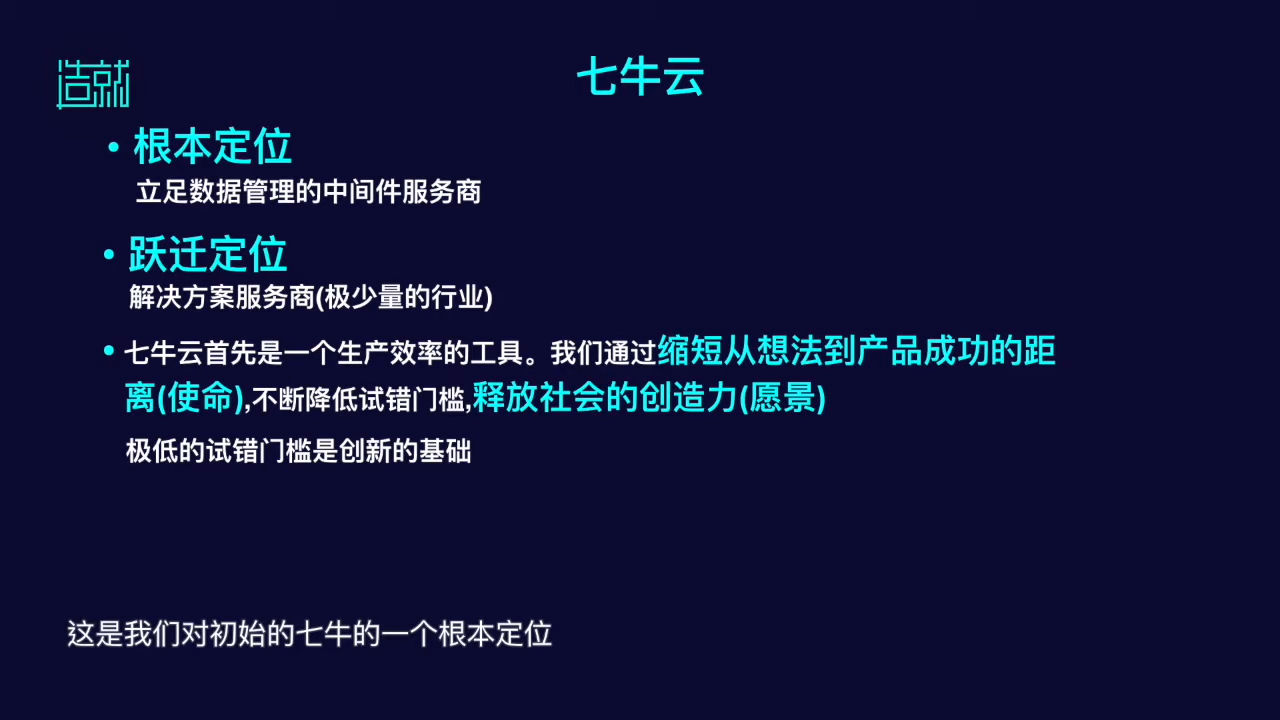 造就
七牛云
• 根本定位
立足数据管理的中间件服务商
• 跃迁定位
解决方案服务商(极少量的行业)
• 七牛云首先是一个生产效率的工具。我们通过缩短从想法到产品成功的距
离(使命),不断降低试错门槛,释放社会的创造力(愿景)
极低的试错门槛是创新的基础
这是我们对初始的七牛的一个根本定位